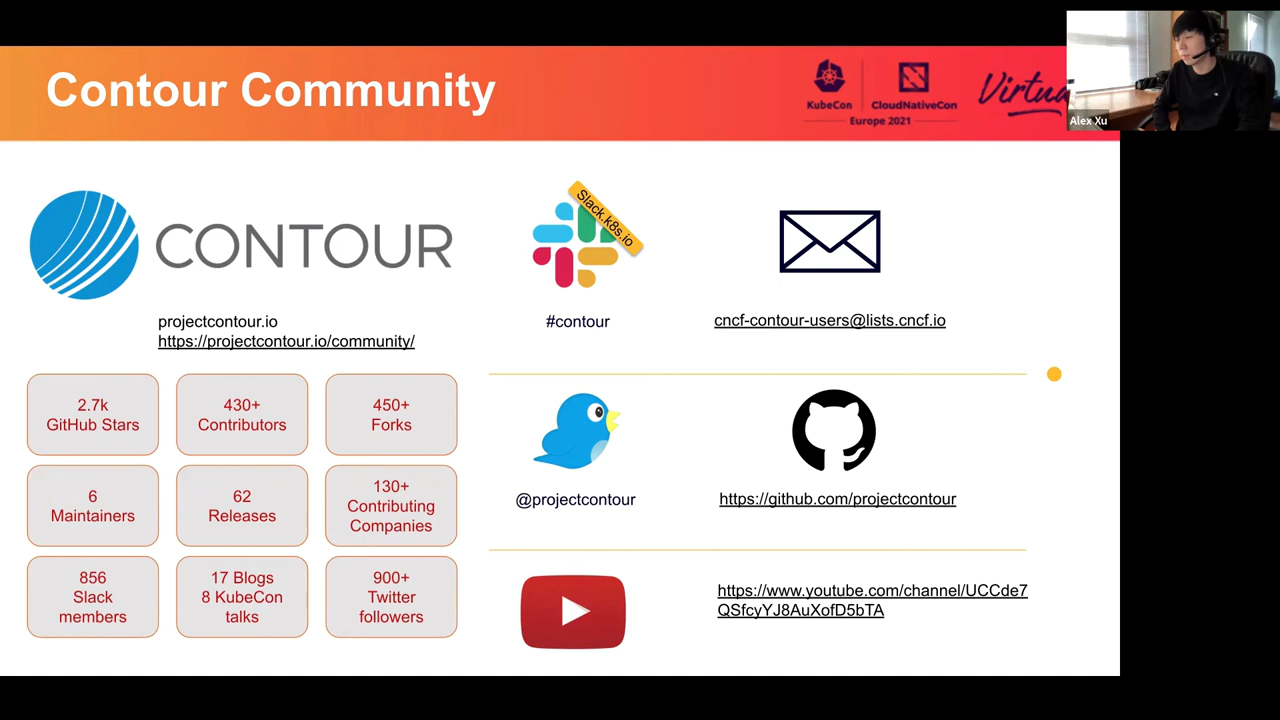 Contour Community
KubeCon
CloudNativeCon
Europe 2021
Virtua
Alex Xu
CONTOUR
projectcontour.io
https://projectcontour.io/community/
Slack.k8s.io
#contour
cncf-contour-users@lists.cncf.io
2.7k
GitHub Stars
430+
Contributors
450+
Forks
6
Maintainers
62
Releases
130+
Contributing
Companies
856
Slack
members
17 Blogs
8 KubeCon
talks
900+
Twitter
followers
@projectcontour
https://github.com/projectcontour
https://www.youtube.com/channel/UCCde7
QSfcyYJ8AuXofD5bTA